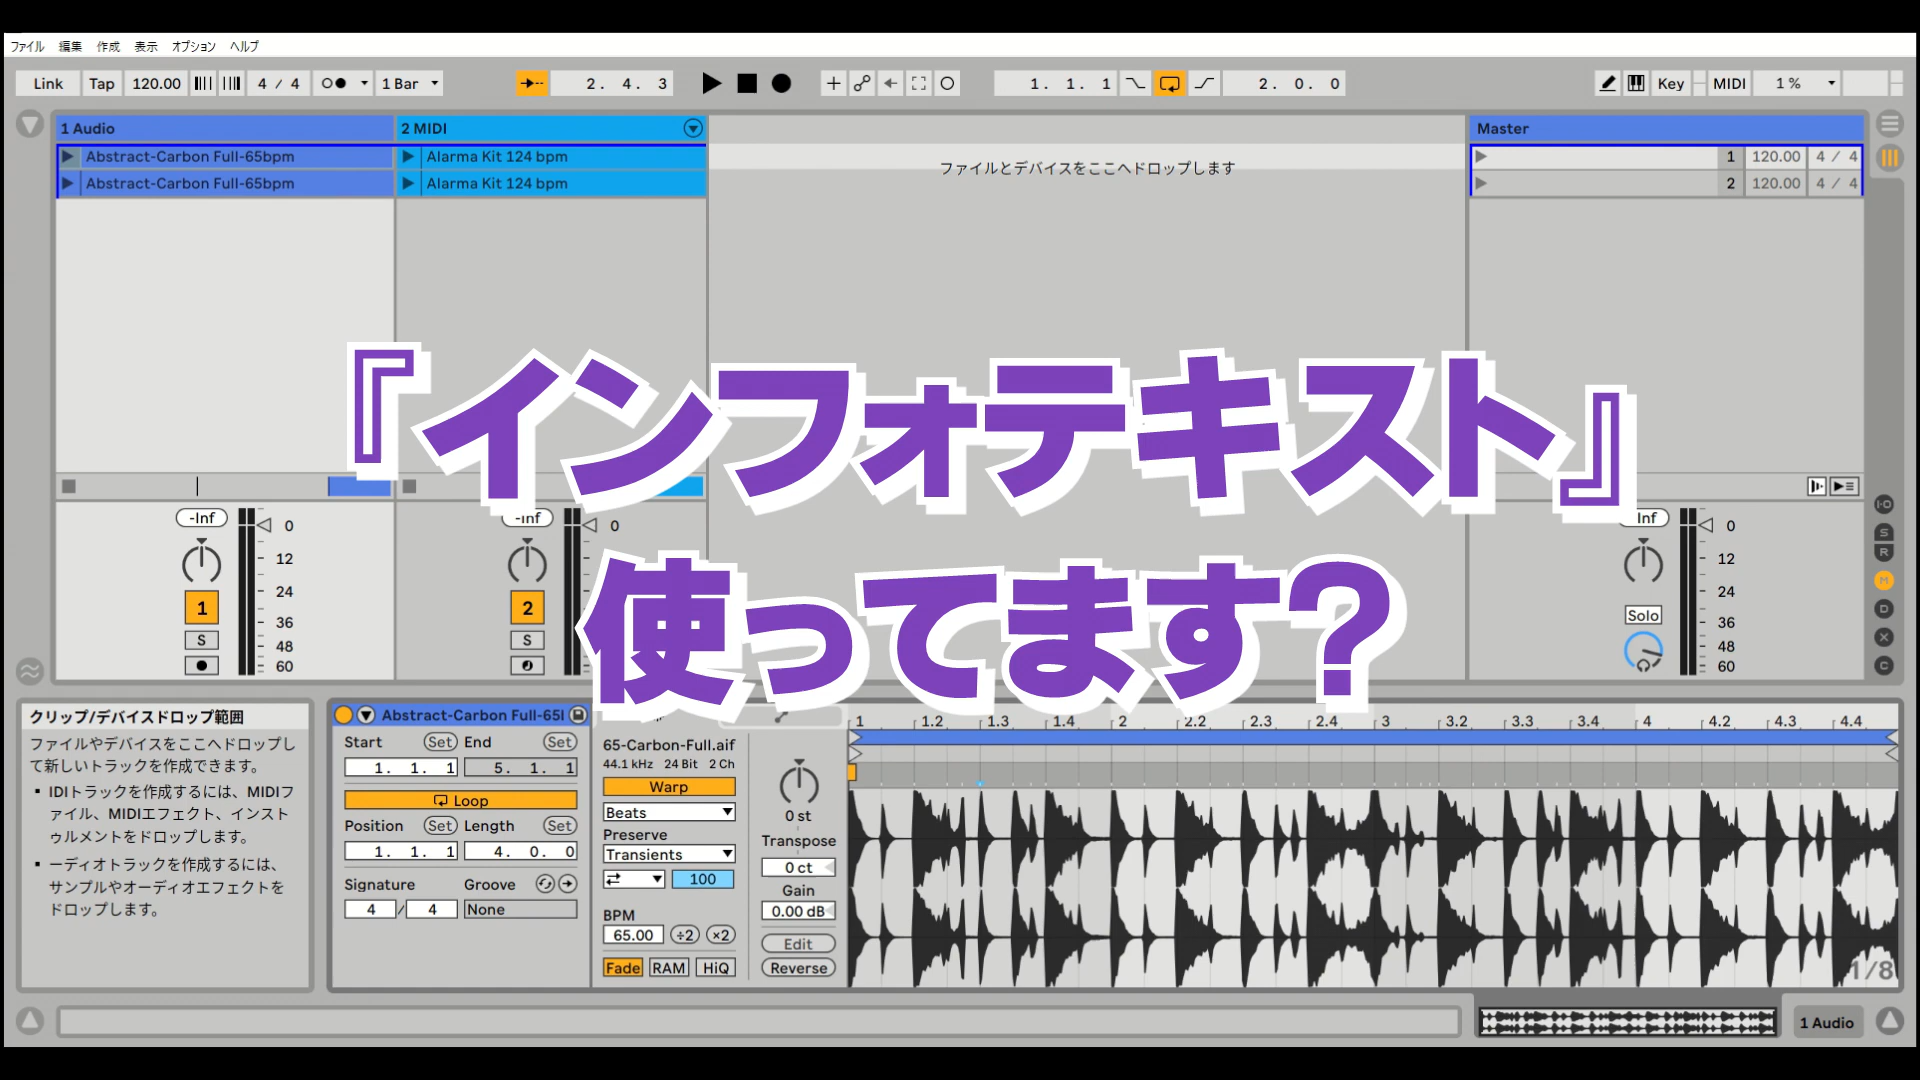 ファイル 編集 作成 表示 オプション ヘルプ
Link Tap 120.00 4 / 4 1 Bar 2. 4. 3 1. 1. 1 2. 0. 0 Key MIDI 1 %
1 Audio 2 MIDI Master
Abstract-Carbon Full-65bpm Alarma Kit 124 bpm 1 120.00 4 / 4
ファイルとデバイスをここへドロップします
Abstract-Carbon Full-65bpm Alarma Kit 124 bpm 2 120.00 4 / 4
『インフォテキスト』
使ってます?
-Inf 0 -Inf 0 Inf 0
12 12
24 24
1 2 Solo
36 36
S S
48 48
60 60
I·O
S
R
M
D
X
C
クリップ/デバイスドロップ範囲
ファイルやデバイスをここへドロップし
て新しいトラックを作成できます。
▪ IDIトラックを作成するには、MIDIフ
ァイル、MIDIエフェクト、インスト
ゥルメントをドロップします。
▪ ーディオトラックを作成するには、
サンプルやオーディオエフェクトを
ドロップします。
Abstract-Carbon Full-65l
Start Set End Set
1. 1. 1 5. 1. 1
Loop
Position Set Length Set
1. 1. 1 4. 0. 0
Signature Groove
4 / 4 None
65-Carbon-Full.aif
44.1 kHz 24 Bit 2 Ch
Warp
Beats
Preserve
Transients
100
BPM
65.00 ÷2 ×2
Fade RAM HiQ
0 st
Transpose
0 ct
Gain
0.00 dB
Edit
Reverse
1 1.2 1.3 1.4 2 2.2 2.3 2.4 3 3.2 3.3 3.4 4 4.2 4.3 4.4
1/8
1 Audio